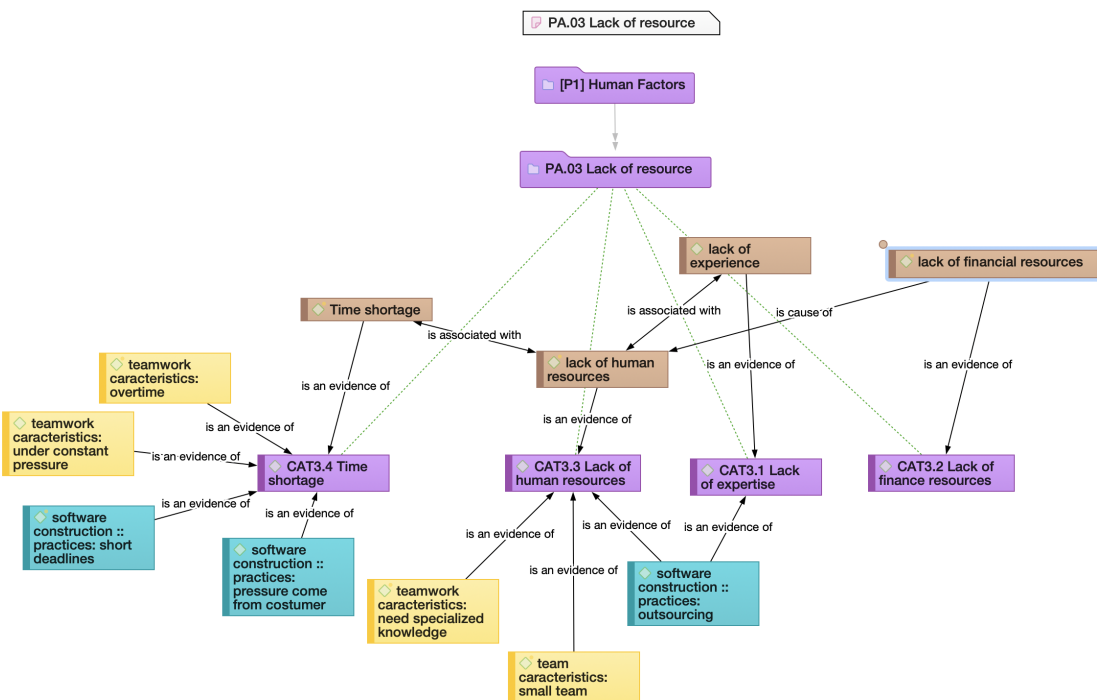 PA.03 Lack of resource
[P1] Human Factors
PA.03 Lack of resource
lack of
experience
lack of financial resources
Time shortage
is associated with
is cause of
is associated with
lack of human
resources
teamwork
caracteristics:
overtime
is an evidence of
is an evidence of
is an evidence of
teamwork
caracteristics:
under constant
pressure
is an evidence of
is an evidence of
is an evidence of
CAT3.4 Time
shortage
CAT3.3 Lack of
human resources
CAT3.1 Lack
of expertise
CAT3.2 Lack of
finance resources
is an evidence of
is an evidence of
software
construction ::
practices: short
deadlines
is an evidence of
is an evidence of
is an evidence of
software
construction ::
practices:
pressure come
from costumer
is an evidence of
software
construction ::
practices:
outsourcing
teamwork
caracteristics:
need specialized
knowledge
team
caracteristics:
small team